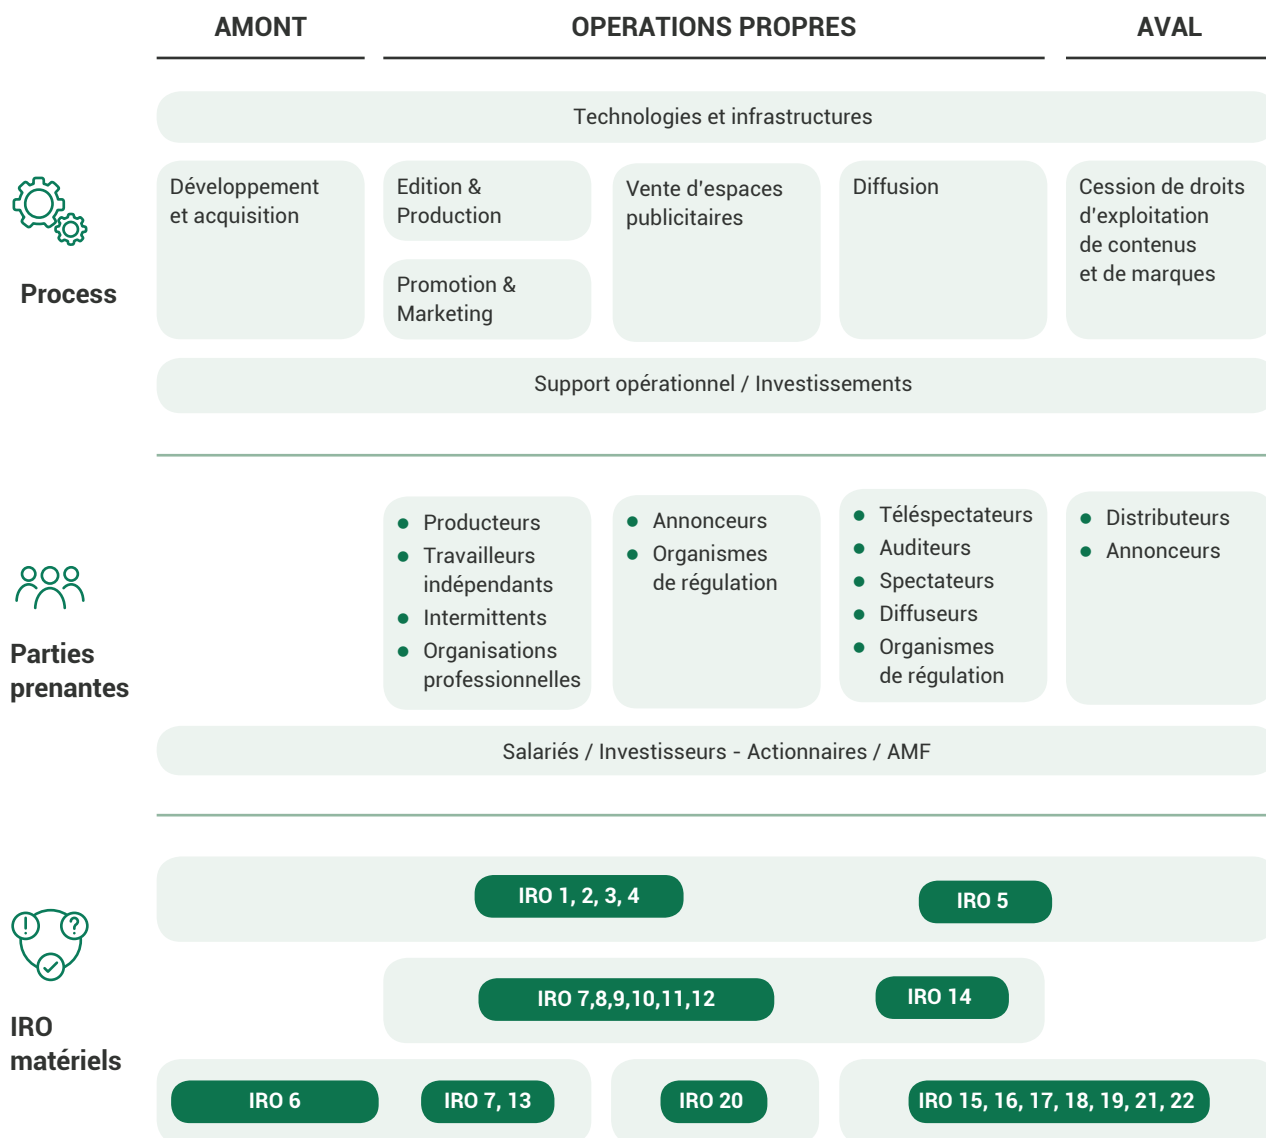 AMONT
OPERATIONS PROPRES
AVAL
Technologies et infrastructures
Process
Développement
et acquisition
Edition &
Production
Promotion &
Marketing
Vente d'espaces
publicitaires
Diffusion
Cession de droits
d'exploitation
de contenus
et de marques
Support opérationnel / Investissements
Parties
prenantes
Producteurs
Travailleurs
indépendants
Intermittents
Organisations
professionnelles
Annonceurs
Organismes
de régulation
Téléspectateurs
Auditeurs
Spectateurs
Diffuseurs
Organismes
de régulation
Distributeurs
Annonceurs
Salariés / Investisseurs - Actionnaires / AMF
IRO
matériels
IRO 1, 2, 3, 4
IRO 5
IRO 7,8,9,10,11,12
IRO 14
IRO 6
IRO 7, 13
IRO 20
IRO 15, 16, 17, 18, 19, 21, 22